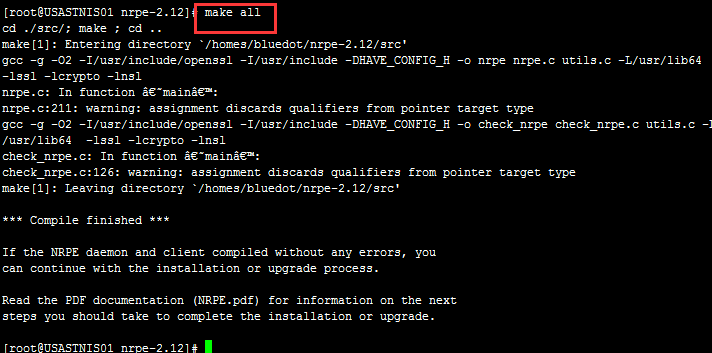 [root@USASTNIS01 nrpe-2.12]# make all
cd ./src/; make ; cd ..
make[1]: Entering directory `/homes/bluedot/nrpe-2.12/src'
gcc -g -O2 -I/usr/include/openssl -I/usr/include -DHAVE_CONFIG_H -o nrpe nrpe.c utils.c -L/usr/lib64
-lssl -lcrypto -lnsl
nrpe.c: In function â€˜mainâ€™:
nrpe.c:211: warning: assignment discards qualifiers from pointer target type
gcc -g -O2 -I/usr/include/openssl -I/usr/include -DHAVE_CONFIG_H -o check_nrpe check_nrpe.c utils.c -L
/usr/lib64  -lssl -lcrypto -lnsl
check_nrpe.c: In function â€˜mainâ€™:
check_nrpe.c:126: warning: assignment discards qualifiers from pointer target type
make[1]: Leaving directory `/homes/bluedot/nrpe-2.12/src'
*** Compile finished ***
If the NRPE daemon and client compiled without any errors, you
can continue with the installation or upgrade process.
Read the PDF documentation (NRPE.pdf) for information on the next
steps you should take to complete the installation or upgrade.
[root@USASTNIS01 nrpe-2.12]#